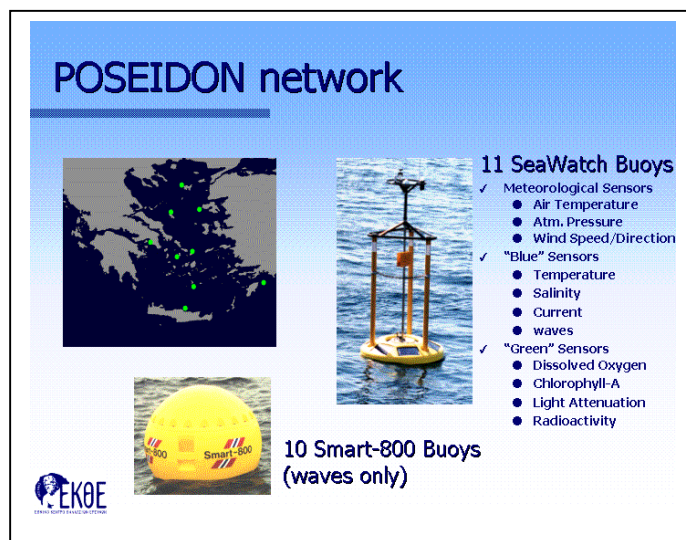 POSEIDON network
11 SeaWatch Buoys
✓ Meteorological Sensors
● Air Temperature
● Atm. Pressure
● Wind Speed/Direction
✓ "Blue" Sensors
● Temperature
● Salinity
● Current
● waves
✓ "Green" Sensors
● Dissolved Oxygen
● Chlorophyll-A
● Light Attenuation
● Radioactivity
-800
Smart-800
10 Smart-800 Buoys
(waves only)
ΕΚΘΕ